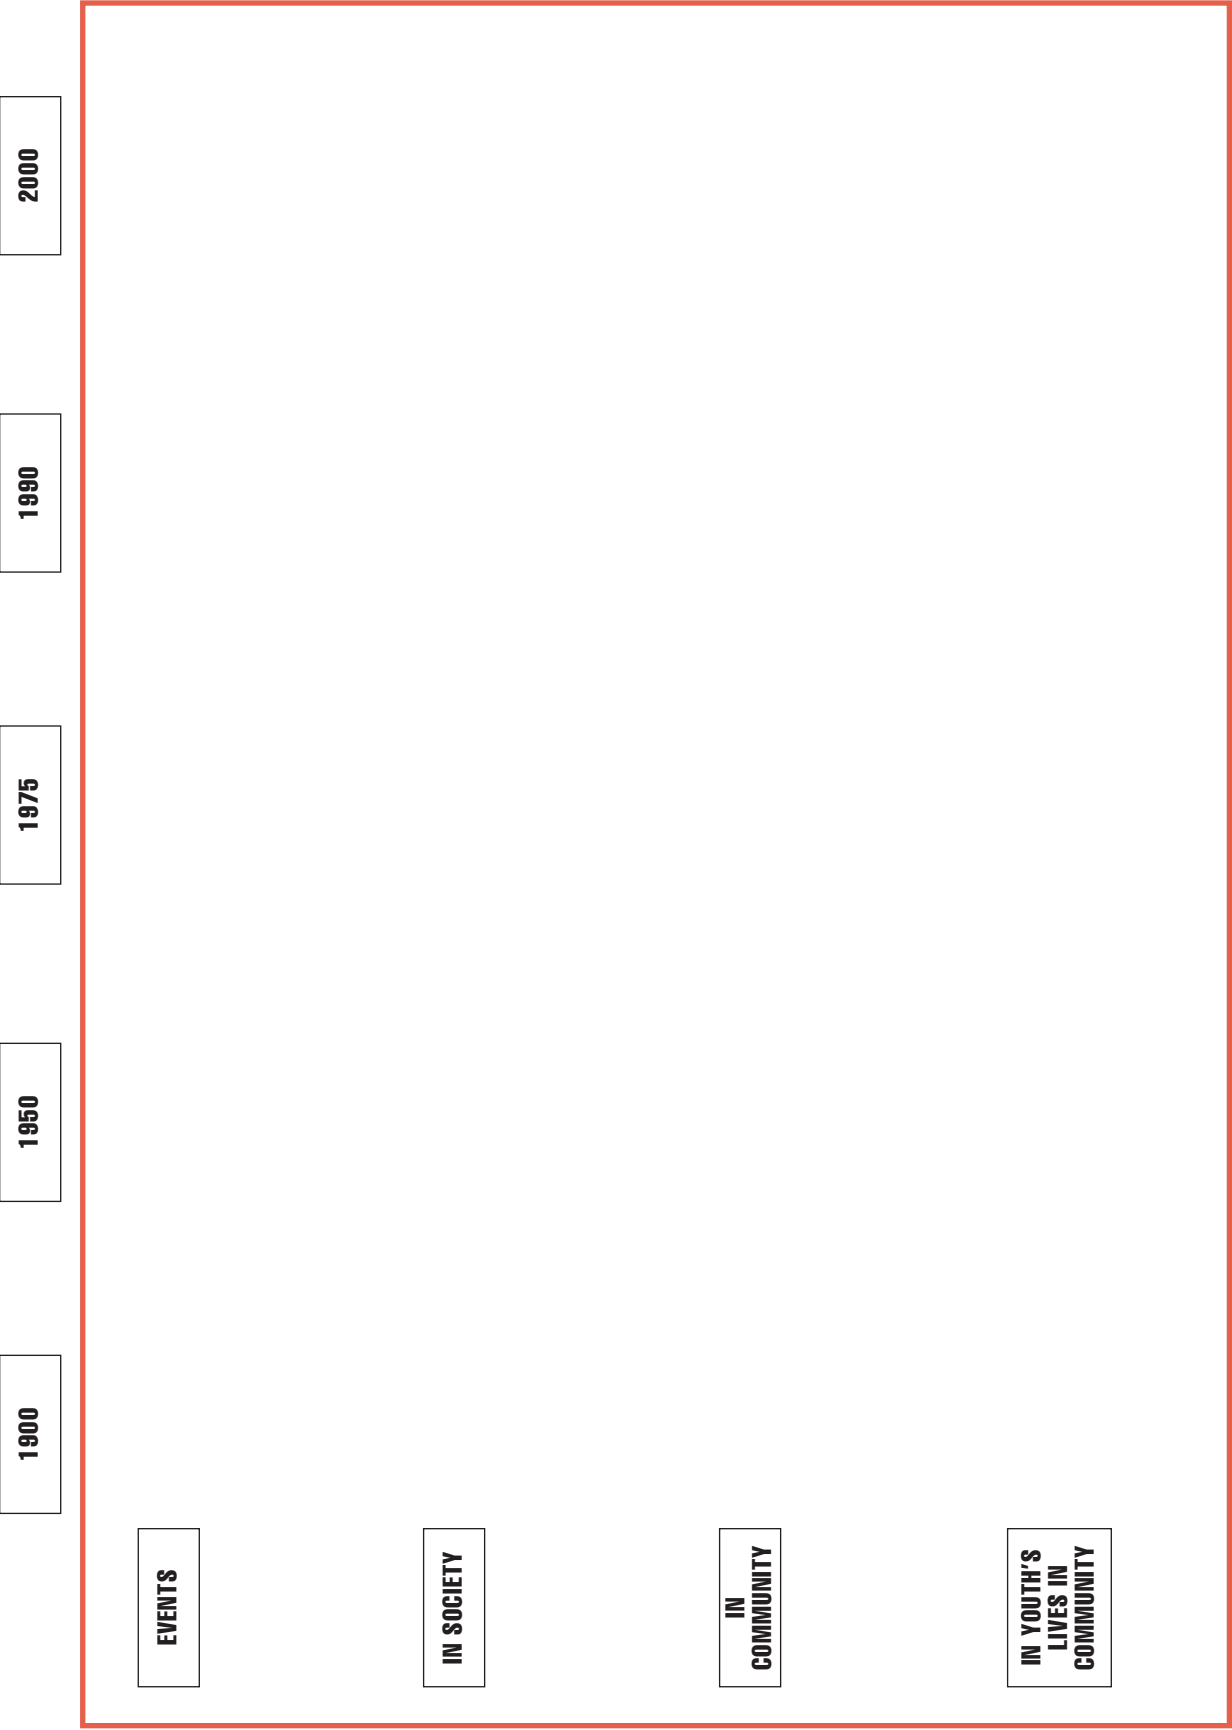 1900
1950
1975
1990
2000
EVENTS
IN SOCIETY
IN
COMMUNITY
IN YOUTH'S
LIVES IN
COMMUNITY